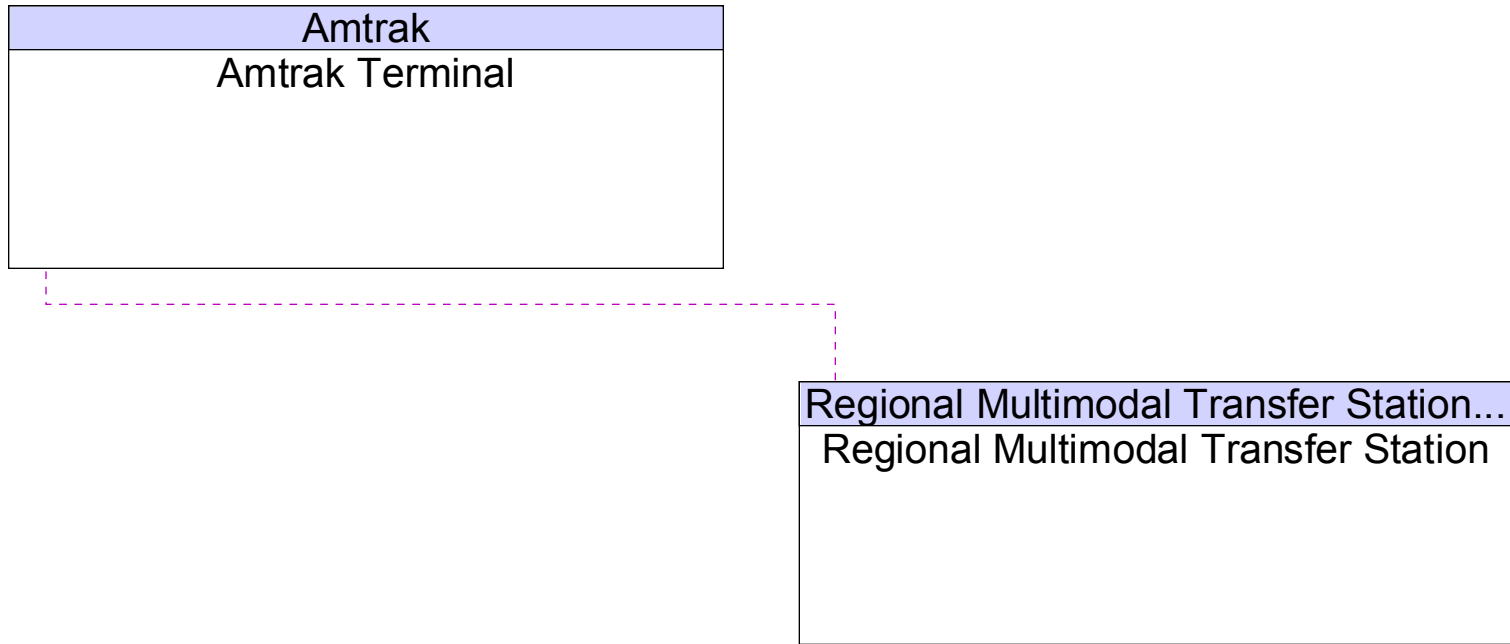 Amtrak
Amtrak Terminal
Regional Multimodal Transfer Station...
Regional Multimodal Transfer Station